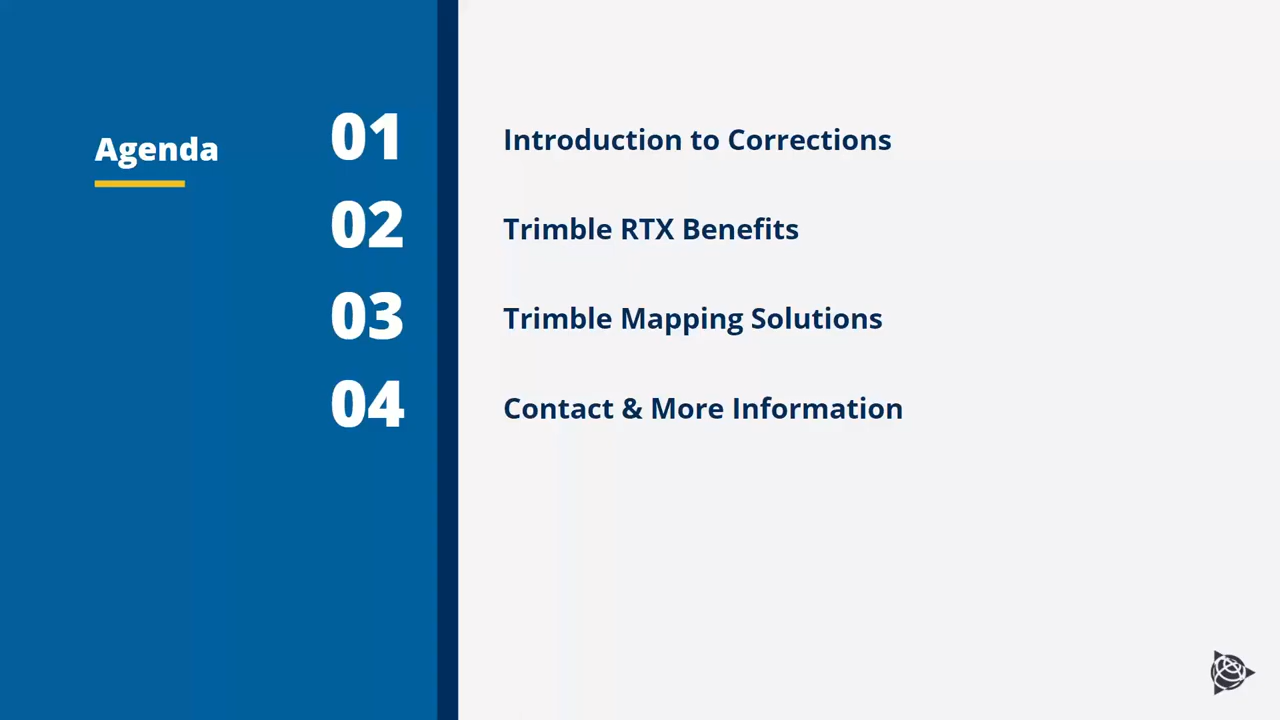 Agenda
01 Introduction to Corrections
02 Trimble RTX Benefits
03 Trimble Mapping Solutions
04 Contact & More Information